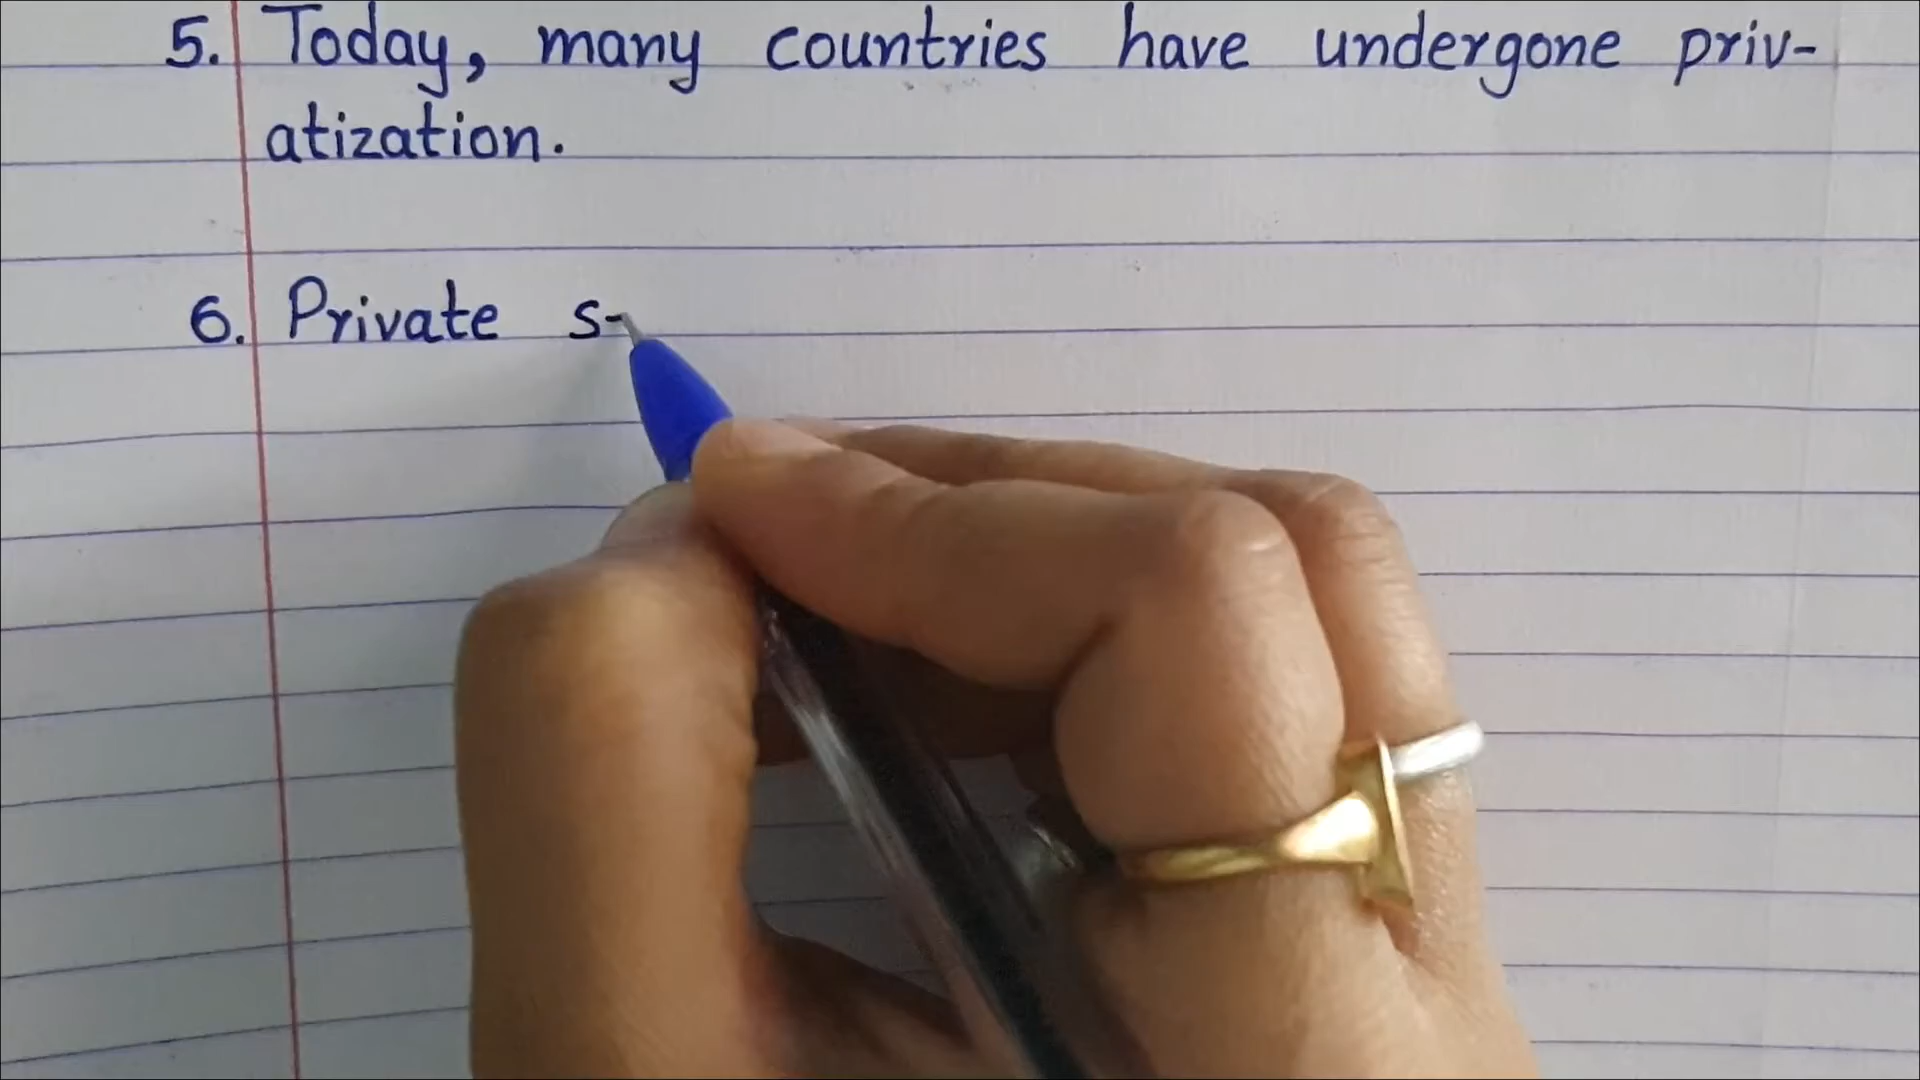 5. Today, many countries have undergone priv-
atization.
6. Private s